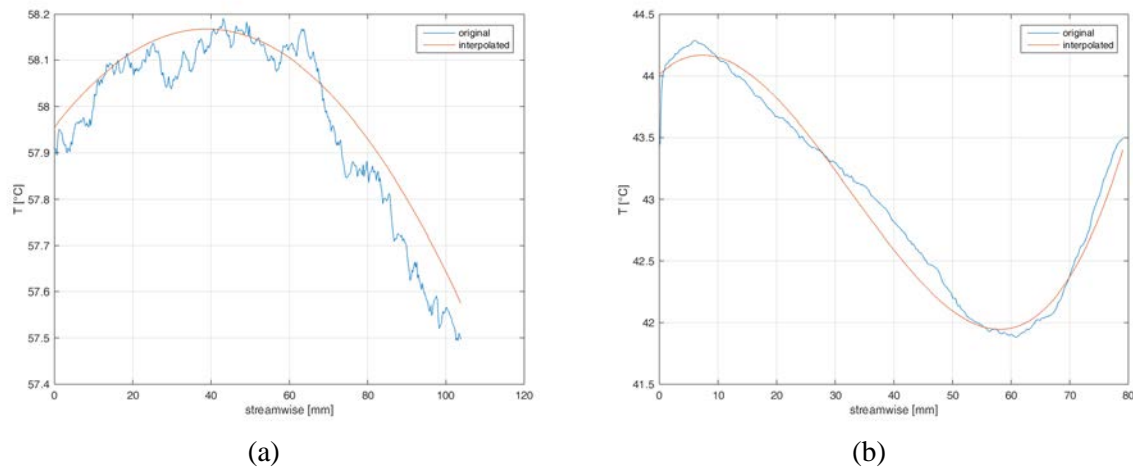 58.2
58.1
58
57.9
57.8
57.7
57.6
57.5
57.4
T [°C]
0 20 40 60 80 100 120
streamwise [mm]
original
interpolated
(a)
44.5
44
43.5
43
42.5
42
41.5
T [°C]
0 10 20 30 40 50 60 70 80
streamwise [mm]
original
interpolated
(b)